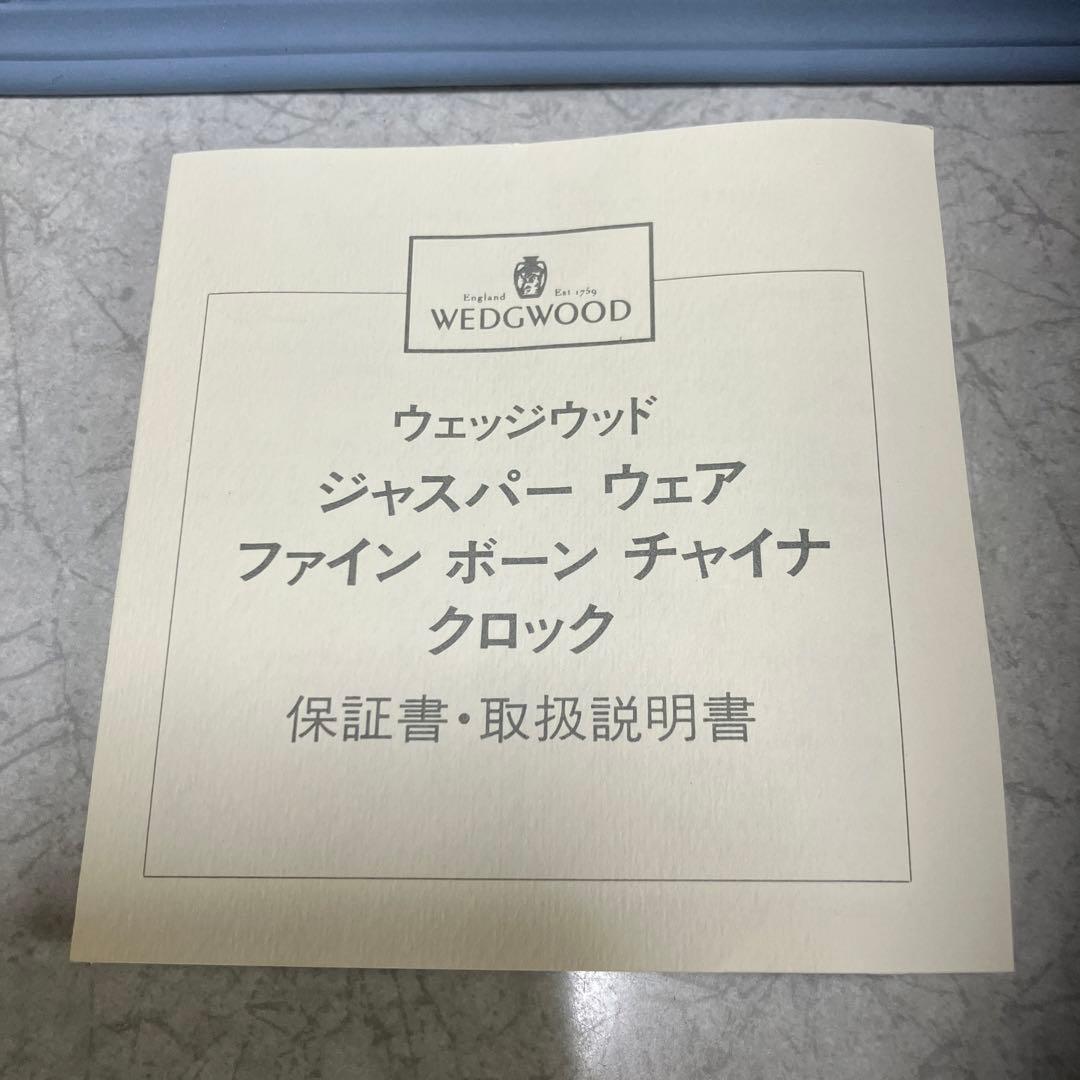 England Est 1759
WEDGWOOD
ウェッジウッド
ジャスパー ウェア
ファイン ボーン チャイナ
クロック
保証書・取扱説明書